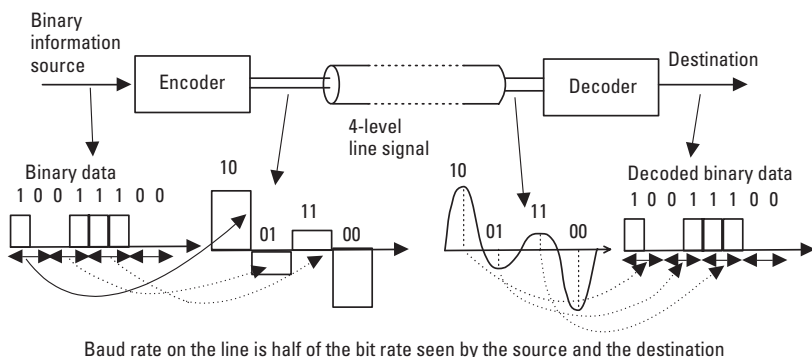 Binary
information
source
Encoder
Decoder
Destination
4-level
line signal
Binary data
1 0 0 1 1 1 0 0
10
01
11
00
10
01
11
00
Decoded binary data
1 0 0 1 1 1 0 0
Baud rate on the line is half of the bit rate seen by the source and the destination